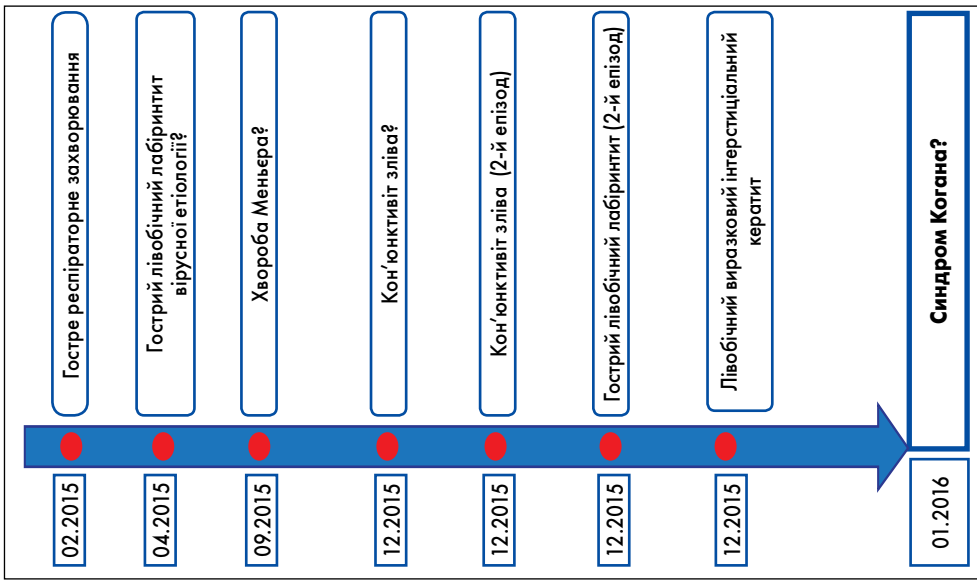 02.2015
Гостре респіраторне захворювання
04.2015
Гострий лівобічний лабіринтит
вірусної етіології?
09.2015
Хвороба Меньєра?
12.2015
Кон’юнктивіт зліва?
12.2015
Кон’юнктивіт зліва (2-й епізод)
12.2015
Гострий лівобічний лабіринтит (2-й епізод)
12.2015
Лівобічний виразковий інтерстиціальний
кератит
01.2016
Синдром Когана?